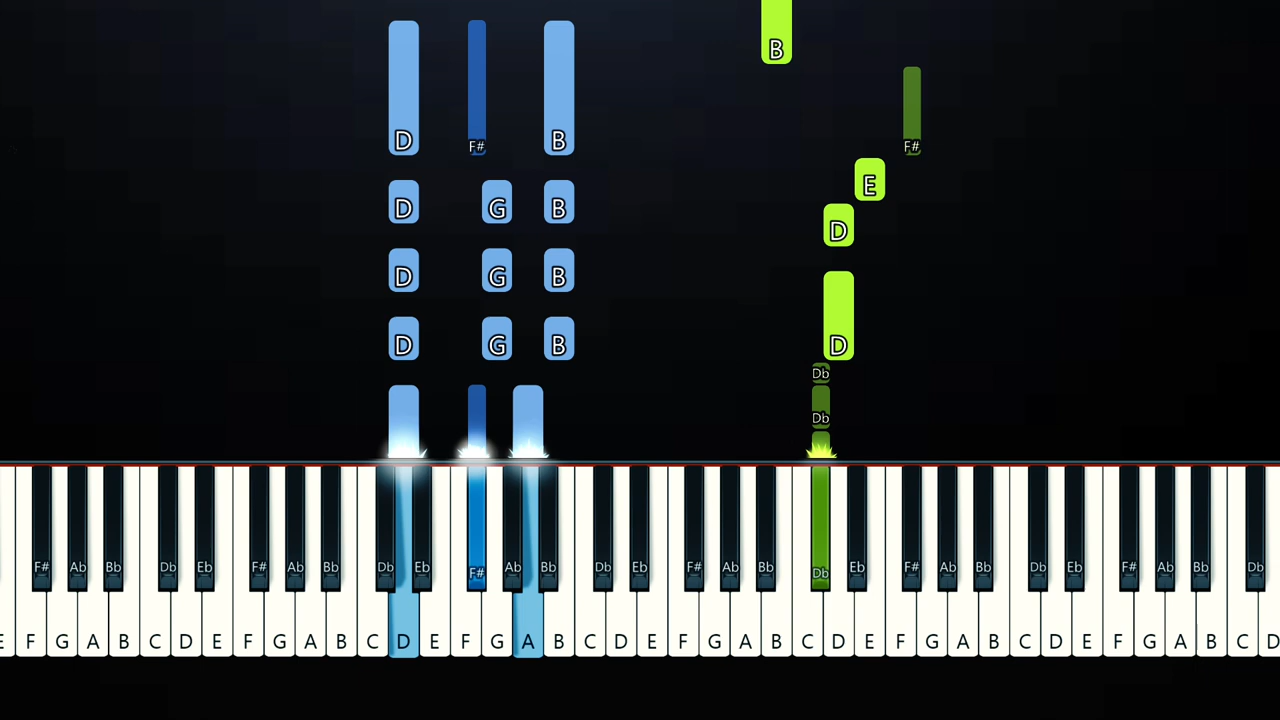 B
D F# B
F#
D G B E
D
D G B
D G B D
Db
Db
F# Ab Bb Db Eb F# Ab Bb Db Eb F# Ab Bb Db Eb F# Ab Bb Db Eb F# Ab Bb Db Eb F# Ab Bb Db
E F G A B C D E F G A B C D E F G A B C D E F G A B C D E F G A B C D E F G A B C D